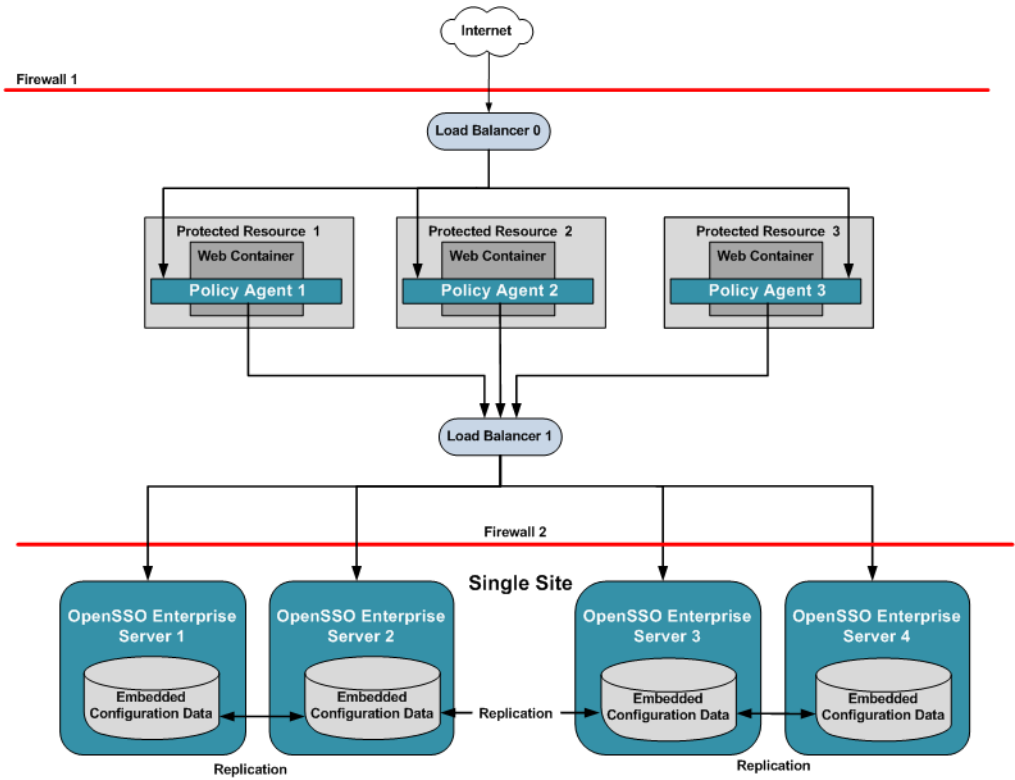 Internet
Firewall 1
Load Balancer 0
Protected Resource 1
Web Container
Policy Agent 1
Protected Resource 2
Web Container
Policy Agent 2
Protected Resource 3
Web Container
Policy Agent 3
Load Balancer 1
Firewall 2
Single Site
OpenSSO Enterprise
Server 1
Embedded
Configuration Data
OpenSSO Enterprise
Server 2
Embedded
Configuration Data
OpenSSO Enterprise
Server 3
Embedded
Configuration Data
OpenSSO Enterprise
Server 4
Embedded
Configuration Data
Replication
Replication
Replication